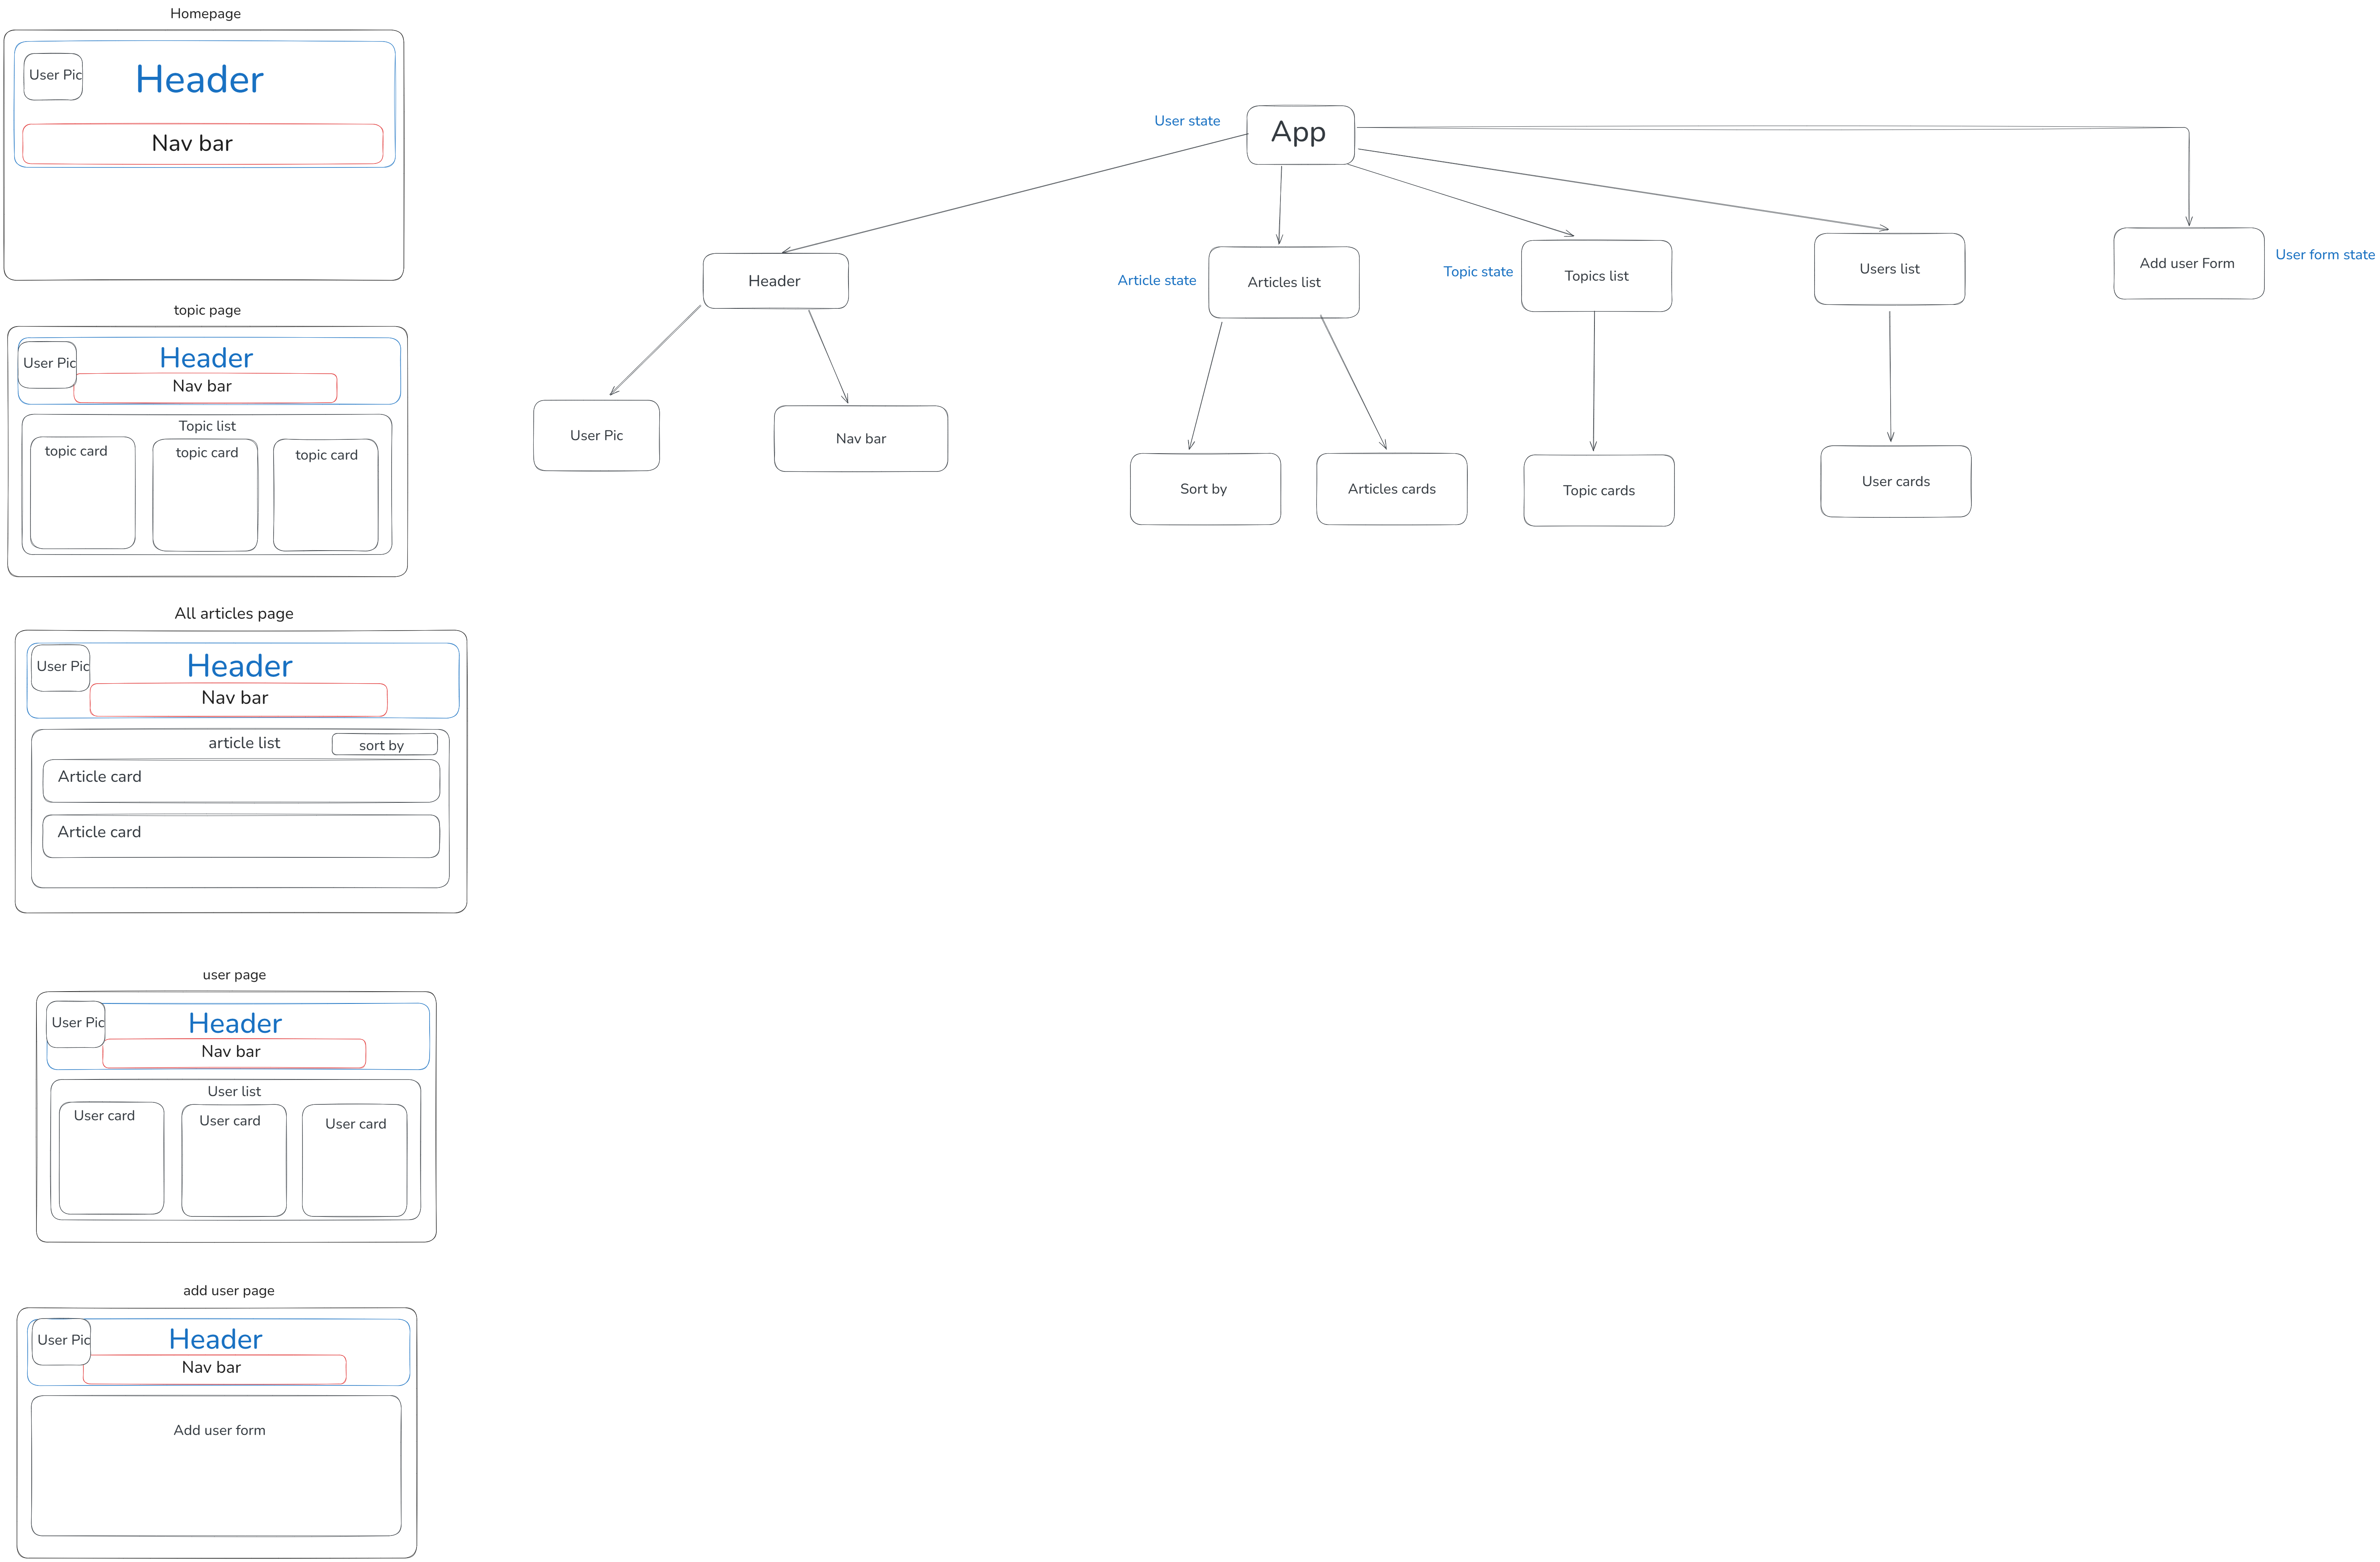 Homepage
User Pic
Header
Nav bar
topic page
User Pic
Header
Nav bar
Topic list
topic card
topic card
topic card
All articles page
User Pic
Header
Nav bar
article list
sort by
Article card
Article card
user page
User Pic
Header
Nav bar
User list
User card
User card
User card
add user page
User Pic
Header
Nav bar
Add user form
User state
App
Header
Article state
Articles list
Topic state
Topics list
Users list
Add user Form
User form state
User Pic
Nav bar
Sort by
Articles cards
Topic cards
User cards